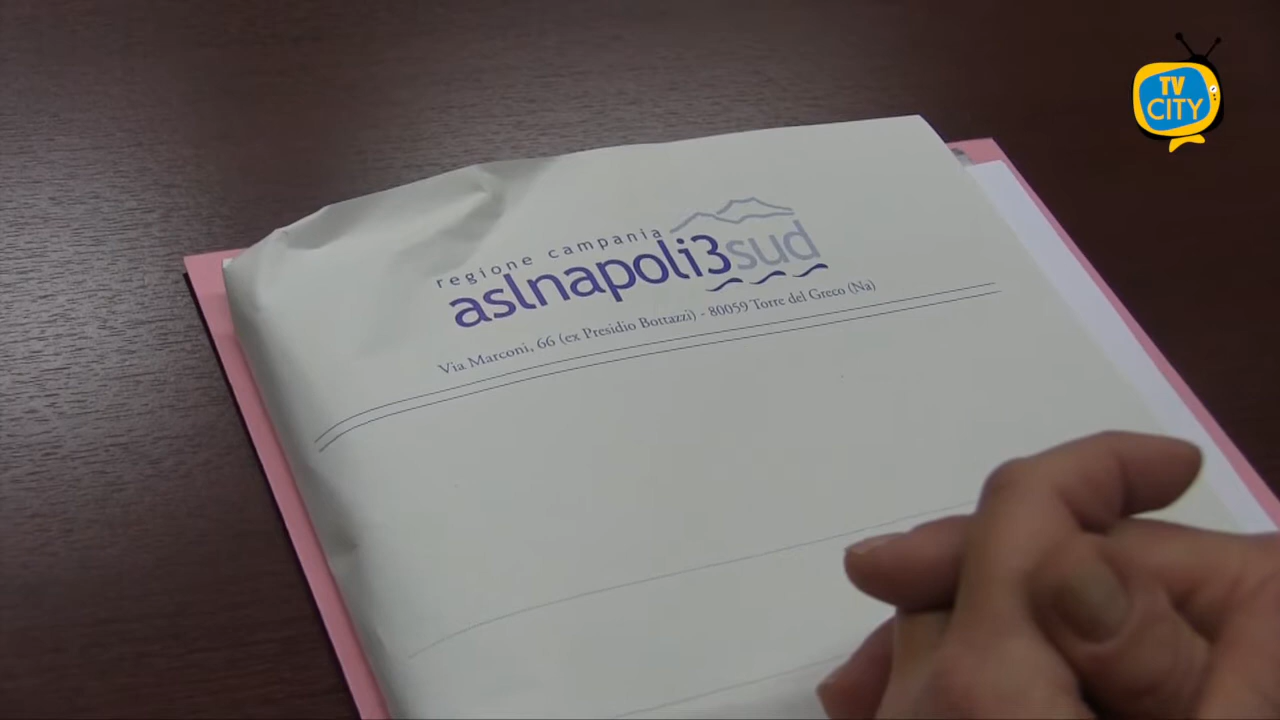 TV
CITY
regione campania
aslnapoli3sud
Via Marconi, 66 (ex Presidio Bottazzi) - 80059 Torre del Greco (Na)